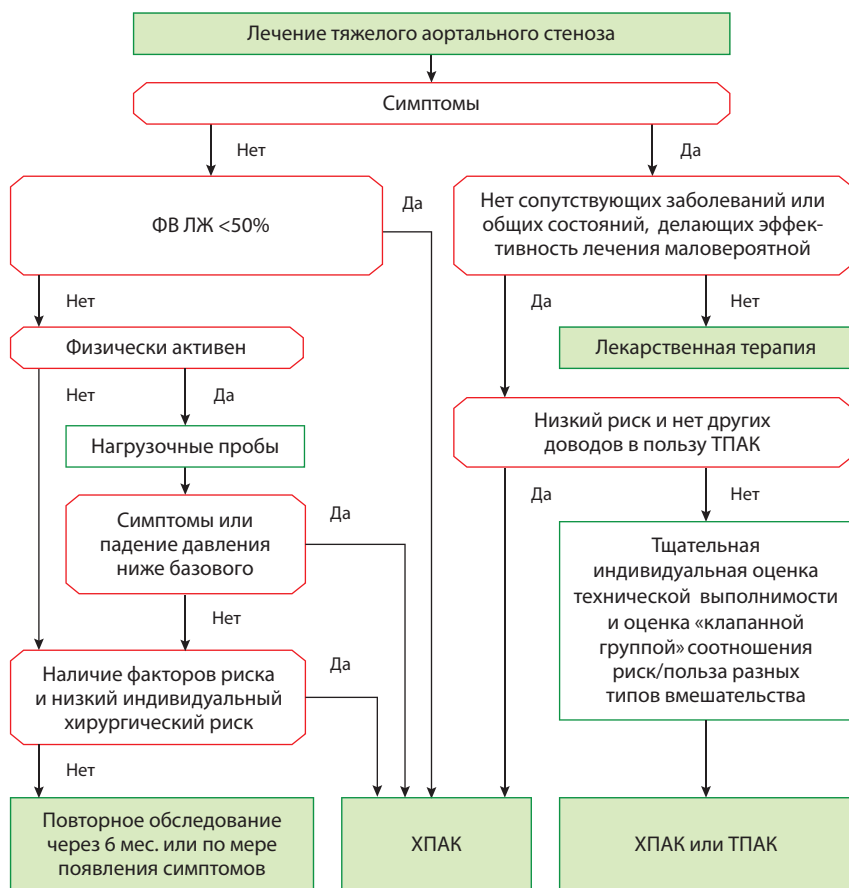 Лечение тяжелого аортального стеноза
Симптомы
Нет
Да
ФВ ЛЖ <50%
Да
Нет сопутствующих заболеваний или
общих состояний, делающих эффек-
тивность лечения маловероятной
Нет
Да
Нет
Физически активен
Лекарственная терапия
Нет
Да
Низкий риск и нет других
доводов в пользу ТПАК
Нагрузочные пробы
Да
Нет
Симптомы или
падение давления
ниже базового
Да
Тщательная
индивидуальная оценка
технической выполнимости
и оценка «клапанной
группой» соотношения
риск/польза разных
типов вмешательства
Нет
Наличие факторов риска
и низкий индивидуальный
хирургический риск
Да
Нет
Повторное обследование
через 6 мес. или по мере
появления симптомов
ХПАК
ХПАК или ТПАК